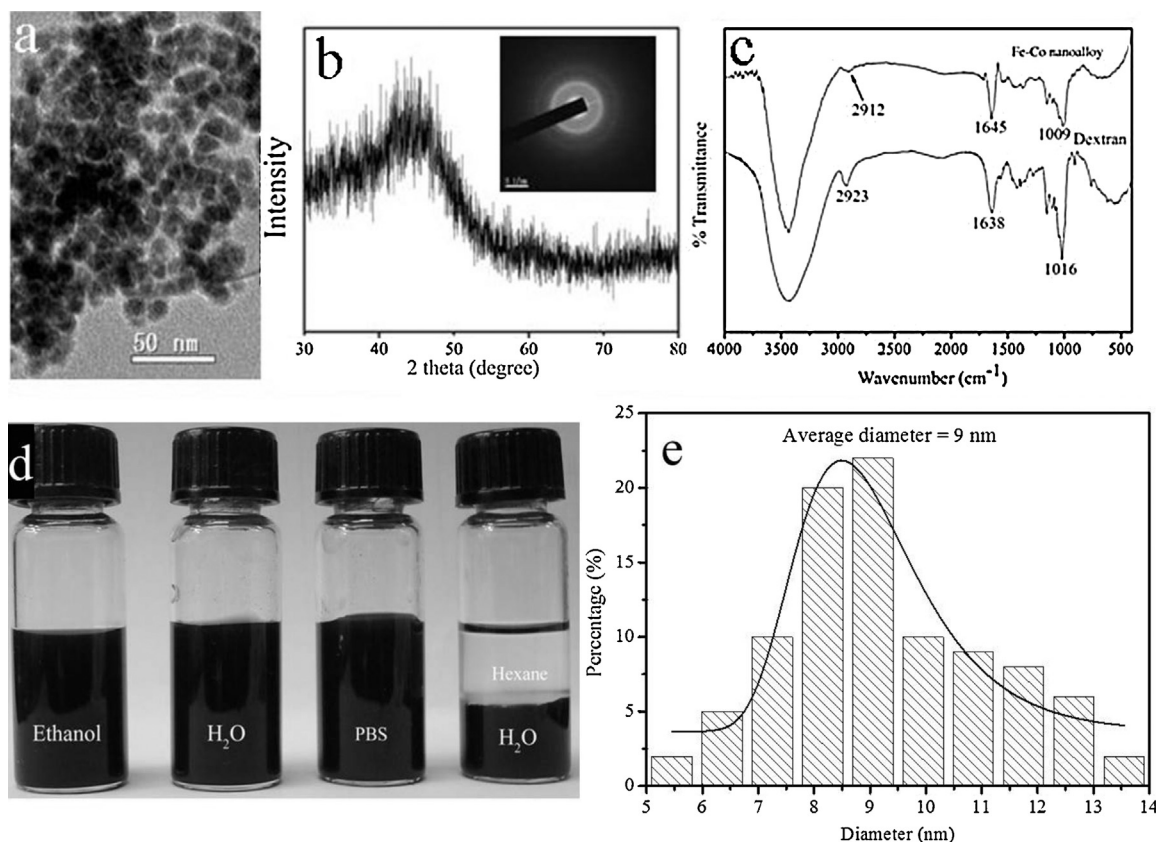 a
50 nm
b
Intensity
30
40
50
60
70
80
2 theta (degree)
c
Fe-Co nanoalloy
2912
1645
1009
Dextran
2923
1638
1016
% Transmittance
4000 3500 3000 2500 2000 1500 1000 500
Wavenumber (cm⁻¹)
d
Ethanol
H₂O
PBS
Hexane
H₂O
e
Average diameter = 9 nm
25
20
15
10
5
0
Percentage (%)
5 6 7 8 9 10 11 12 13 14
Diameter (nm)